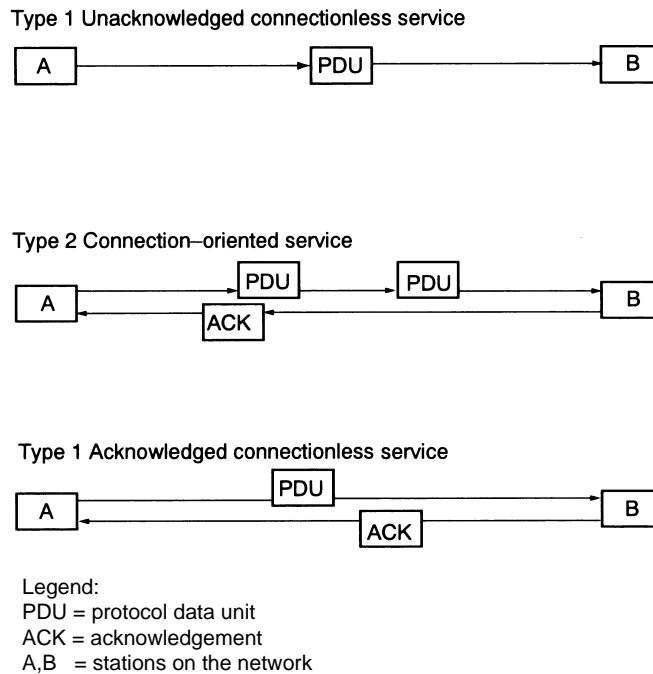 Type 1 Unacknowledged connectionless service
A
PDU
B
Type 2 Connection–oriented service
PDU
PDU
A
B
ACK
Type 1 Acknowledged connectionless service
PDU
A
B
ACK
Legend:
PDU = protocol data unit
ACK = acknowledgement
A,B = stations on the network